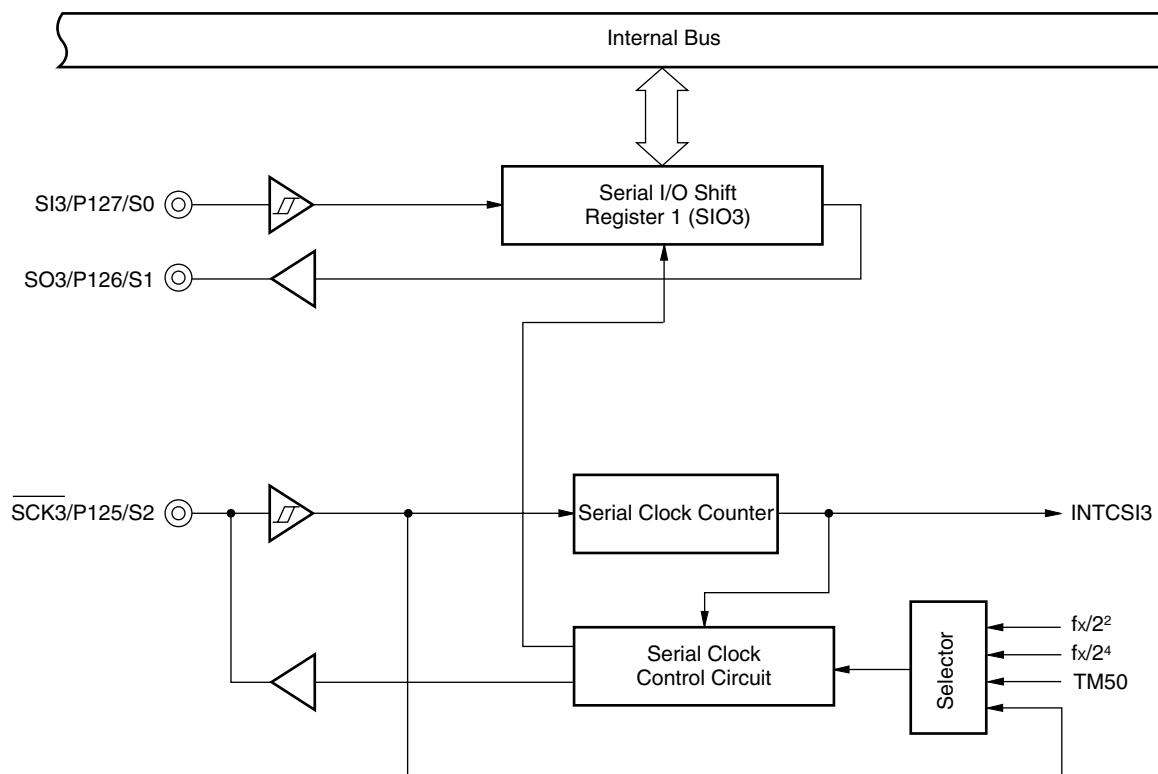 Internal Bus
SI3/P127/S0
Serial I/O Shift
Register 1 (SIO3)
SO3/P126/S1
SCK3/P125/S2
Serial Clock Counter
INTCSI3
Serial Clock
Control Circuit
Selector
fx/2²
fx/2⁴
TM50